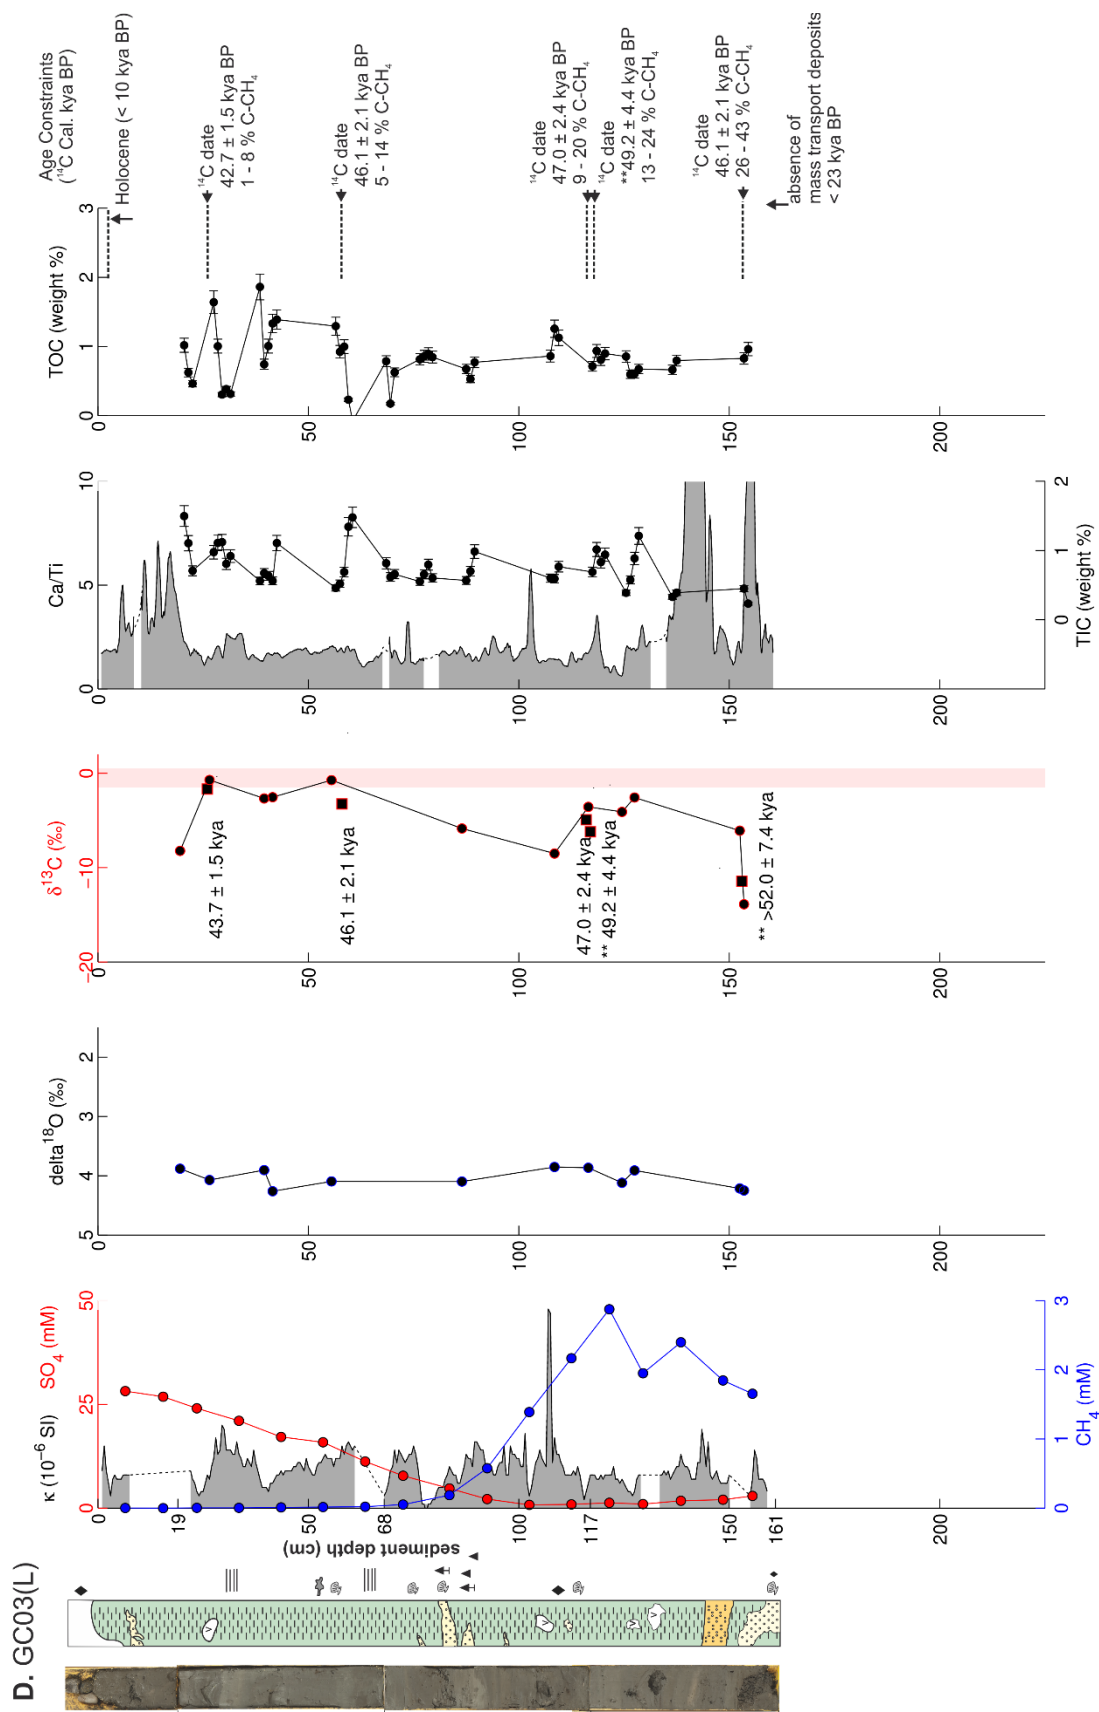 D. GC03(L)
sediment depth (cm)
κ (10⁻⁶ SI)
SO₄ (mM)
0
25
50
0
19
50
68
100
117
150
161
200
0
1
2
3
CH₄ (mM)
delta¹⁸O (‰)
5
4
3
2
0
50
100
150
200
δ¹³C (‰)
−20
−10
0
0
50
100
150
200
43.7 ± 1.5 kya
46.1 ± 2.1 kya
47.0 ± 2.4 kya
** 49.2 ± 4.4 kya
** >52.0 ± 7.4 kya
Ca/Ti
0
5
10
0
1
2
TIC (weight %)
TOC (weight %)
0
1
2
3
0
50
100
150
200
Age Constraints
(¹⁴C Cal. kya BP)
Holocene (< 10 kya BP)
¹⁴C date
42.7 ± 1.5 kya BP
1 - 8 % C-CH₄
¹⁴C date
46.1 ± 2.1 kya BP
5 - 14 % C-CH₄
¹⁴C date
47.0 ± 2.4 kya BP
9 - 20 % C-CH₄
¹⁴C date
**49.2 ± 4.4 kya BP
13 - 24 % C-CH₄
¹⁴C date
46.1 ± 2.1 kya BP
26 - 43 % C-CH₄
absence of
mass transport deposits
< 23 kya BP
V
V
V
V